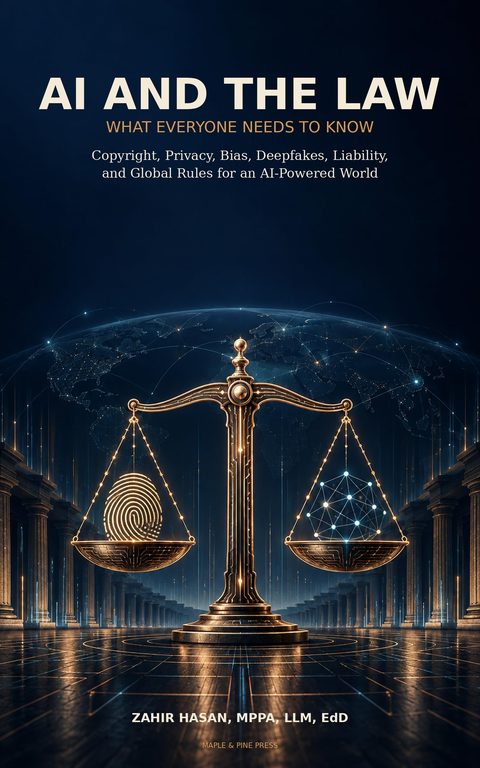 AI AND THE LAW
WHAT EVERYONE NEEDS TO KNOW
Copyright, Privacy, Bias, Deepfakes, Liability,
and Global Rules for an AI-Powered World
ZAHIR HASAN, MPPA, LLM, EdD
MAPLE & PINE PRESS